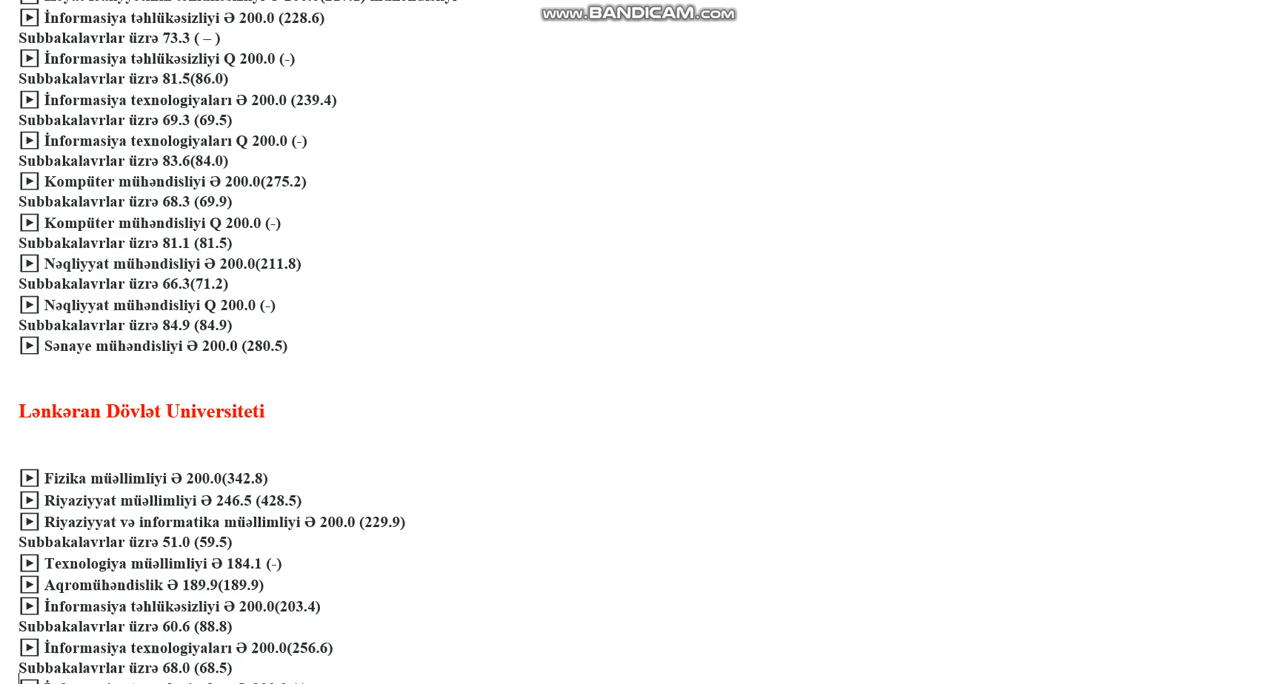 www.BANDICAM.com
▶ İnformasiya təhlükəsizliyi Ə 200.0 (228.6)
Subbakalavrlar üzrə 73.3 ( – )
▶ İnformasiya təhlükəsizliyi Q 200.0 (-)
Subbakalavrlar üzrə 81.5(86.0)
▶ İnformasiya texnologiyaları Ə 200.0 (239.4)
Subbakalavrlar üzrə 69.3 (69.5)
▶ İnformasiya texnologiyaları Q 200.0 (-)
Subbakalavrlar üzrə 83.6(84.0)
▶ Kompüter mühəndisliyi Ə 200.0(275.2)
Subbakalavrlar üzrə 68.3 (69.9)
▶ Kompüter mühəndisliyi Q 200.0 (-)
Subbakalavrlar üzrə 81.1 (81.5)
▶ Nəqliyyat mühəndisliyi Ə 200.0(211.8)
Subbakalavrlar üzrə 66.3(71.2)
▶ Nəqliyyat mühəndisliyi Q 200.0 (-)
Subbakalavrlar üzrə 84.9 (84.9)
▶ Sənaye mühəndisliyi Ə 200.0 (280.5)
Lənkəran Dövlət Universiteti
▶ Fizika müəllimliyi Ə 200.0(342.8)
▶ Riyaziyyat müəllimliyi Ə 246.5 (428.5)
▶ Riyaziyyat və informatika müəllimliyi Ə 200.0 (229.9)
Subbakalavrlar üzrə 51.0 (59.5)
▶ Texnologiya müəllimliyi Ə 184.1 (-)
▶ Aqromühəndislik Ə 189.9(189.9)
▶ İnformasiya təhlükəsizliyi Ə 200.0(203.4)
Subbakalavrlar üzrə 60.6 (88.8)
▶ İnformasiya texnologiyaları Ə 200.0(256.6)
Subbakalavrlar üzrə 68.0 (68.5)